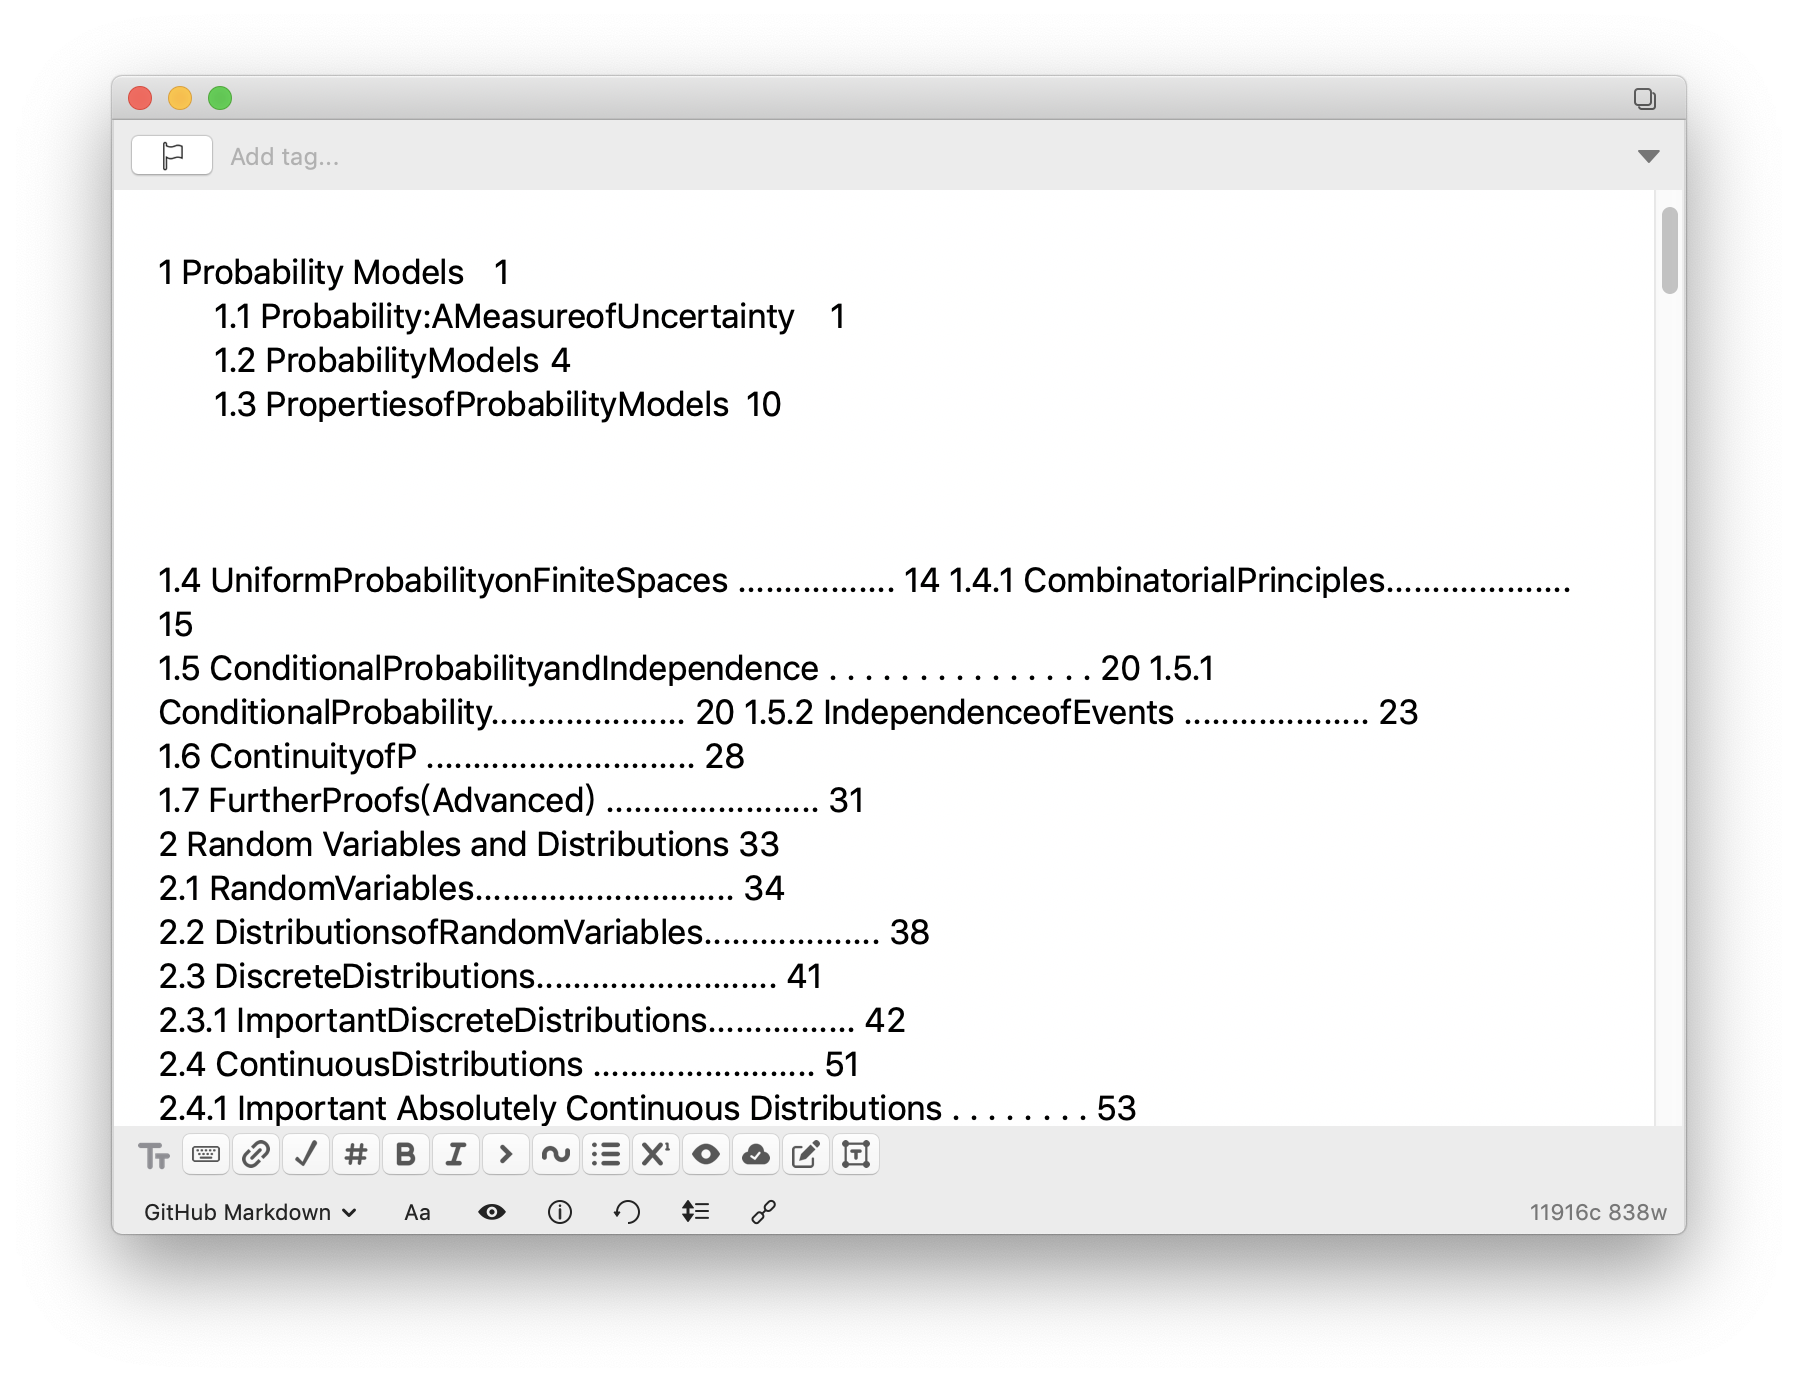 Add tag...
1 Probability Models 1
1.1 Probability:AMeasureofUncertainty 1
1.2 ProbabilityModels 4
1.3 PropertiesofProbabilityModels 10
1.4 UniformProbabilityonFiniteSpaces ................. 14 1.4.1 CombinatorialPrinciples....................
15
1.5 ConditionalProbabilityandIndependence . . . . . . . . . . . . . . . 20 1.5.1
ConditionalProbability..................... 20 1.5.2 IndependenceofEvents .................... 23
1.6 ContinuityofP ............................. 28
1.7 FurtherProofs(Advanced) ....................... 31
2 Random Variables and Distributions 33
2.1 RandomVariables............................ 34
2.2 DistributionsofRandomVariables................... 38
2.3 DiscreteDistributions.......................... 41
2.3.1 ImportantDiscreteDistributions................ 42
2.4 ContinuousDistributions ........................ 51
2.4.1 Important Absolutely Continuous Distributions . . . . . . . . 53
GitHub Markdown Aa 11916c 838w